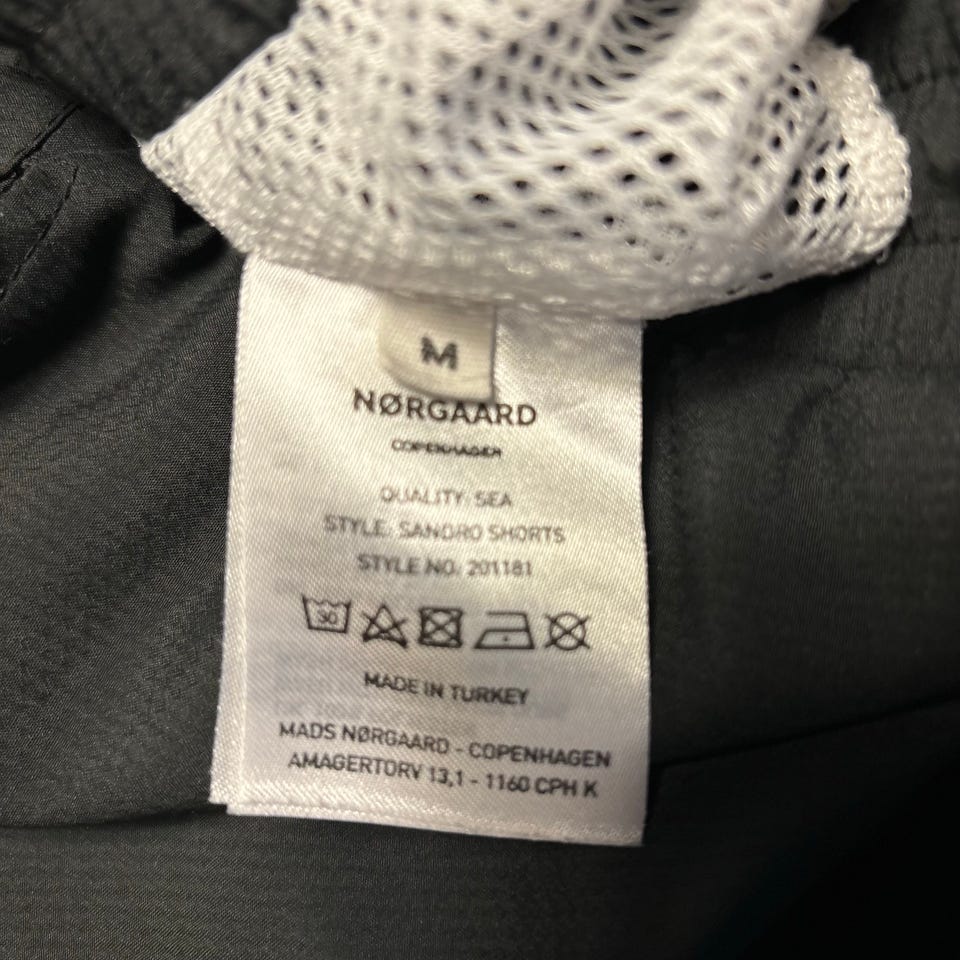 M
NØRGAARD
COPENHAGEN
QUALITY: SEA
STYLE: SANDRO SHORTS
STYLE NO: 201181
30
MADE IN TURKEY
MADS NØRGAARD - COPENHAGEN
AMAGERTORV 13,1 - 1160 CPH K